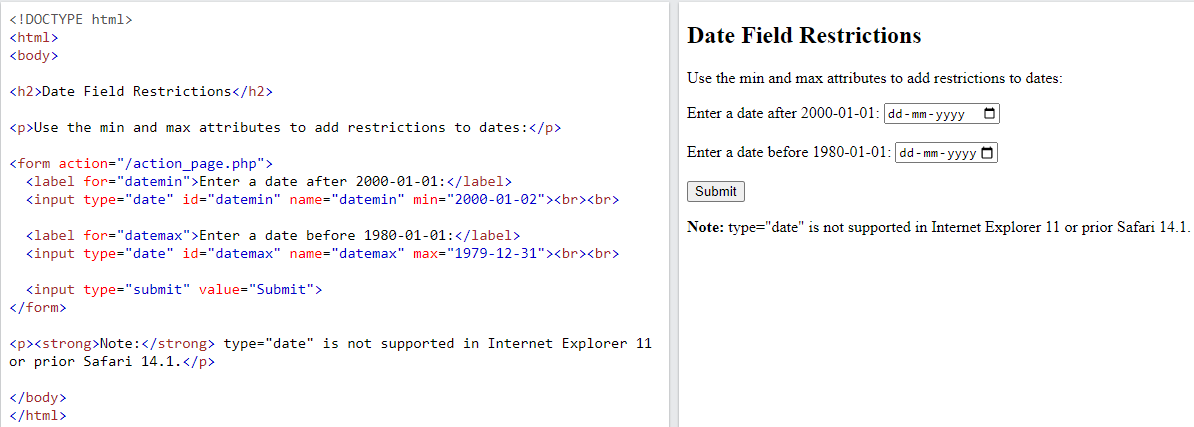 <!DOCTYPE html>
<html>
<body>
<h2>Date Field Restrictions</h2>
<p>Use the min and max attributes to add restrictions to dates:</p>
<form action="/action_page.php">
<label for="datemin">Enter a date after 2000-01-01:</label>
<input type="date" id="datemin" name="datemin" min="2000-01-02"><br><br>
<label for="datemax">Enter a date before 1980-01-01:</label>
<input type="date" id="datemax" name="datemax" max="1979-12-31"><br><br>
<input type="submit" value="Submit">
</form>
<p><strong>Note:</strong> type="date" is not supported in Internet Explorer 11
or prior Safari 14.1.</p>
</body>
</html>
Date Field Restrictions
Use the min and max attributes to add restrictions to dates:
Enter a date after 2000-01-01: dd-mm-yyyy
Enter a date before 1980-01-01: dd-mm-yyyy
Submit
Note: type="date" is not supported in Internet Explorer 11 or prior Safari 14.1.